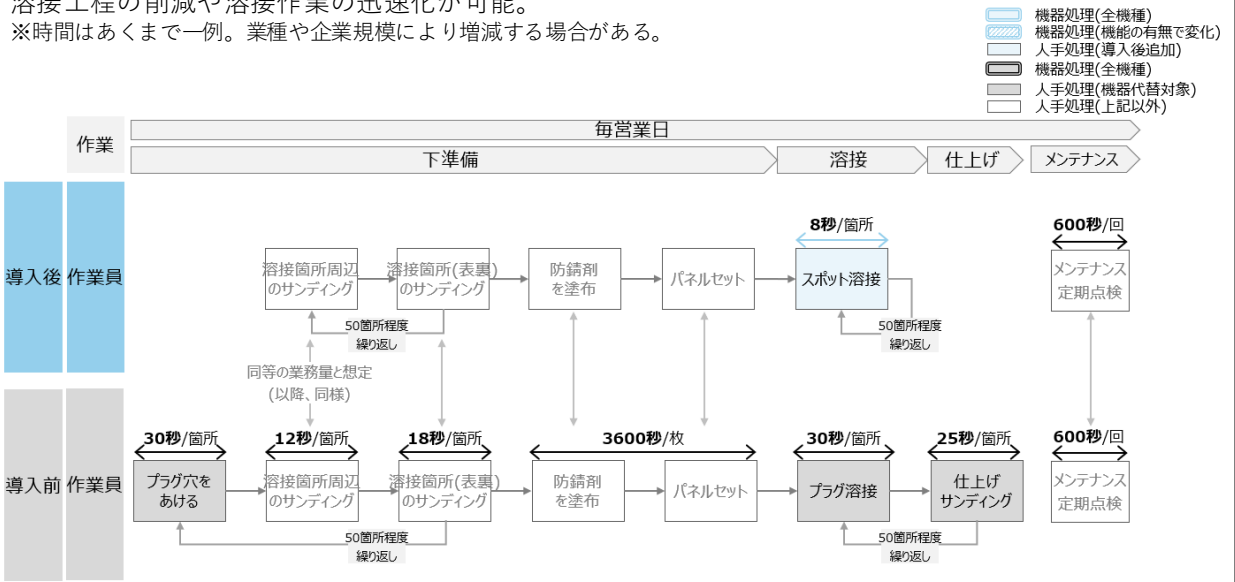 溶接工程の削減や溶接作業の迅速化が可能。
※時間はあくまで一例。業種や企業規模により増減する場合がある。
機器処理(全機種)
機器処理(機能の有無で変化)
人手処理(導入後追加)
機器処理(全機種)
人手処理(機器代替対象)
人手処理(上記以外)
作業
毎営業日
下準備
溶接
仕上げ
メンテナンス
導入後
作業員
溶接箇所周辺
のサンディング
溶接箇所(表裏)
のサンディング
50箇所程度
繰り返し
防錆剤
を塗布
パネルセット
8秒/箇所
スポット溶接
50箇所程度
繰り返し
600秒/回
メンテナンス
定期点検
同等の業務量と想定
(以降、同様)
導入前
作業員
30秒/箇所
プラグ穴を
あける
12秒/箇所
溶接箇所周辺
のサンディング
18秒/箇所
溶接箇所(表裏)
のサンディング
50箇所程度
繰り返し
3600秒/枚
防錆剤
を塗布
パネルセット
30秒/箇所
プラグ溶接
25秒/箇所
仕上げ
サンディング
50箇所程度
繰り返し
600秒/回
メンテナンス
定期点検